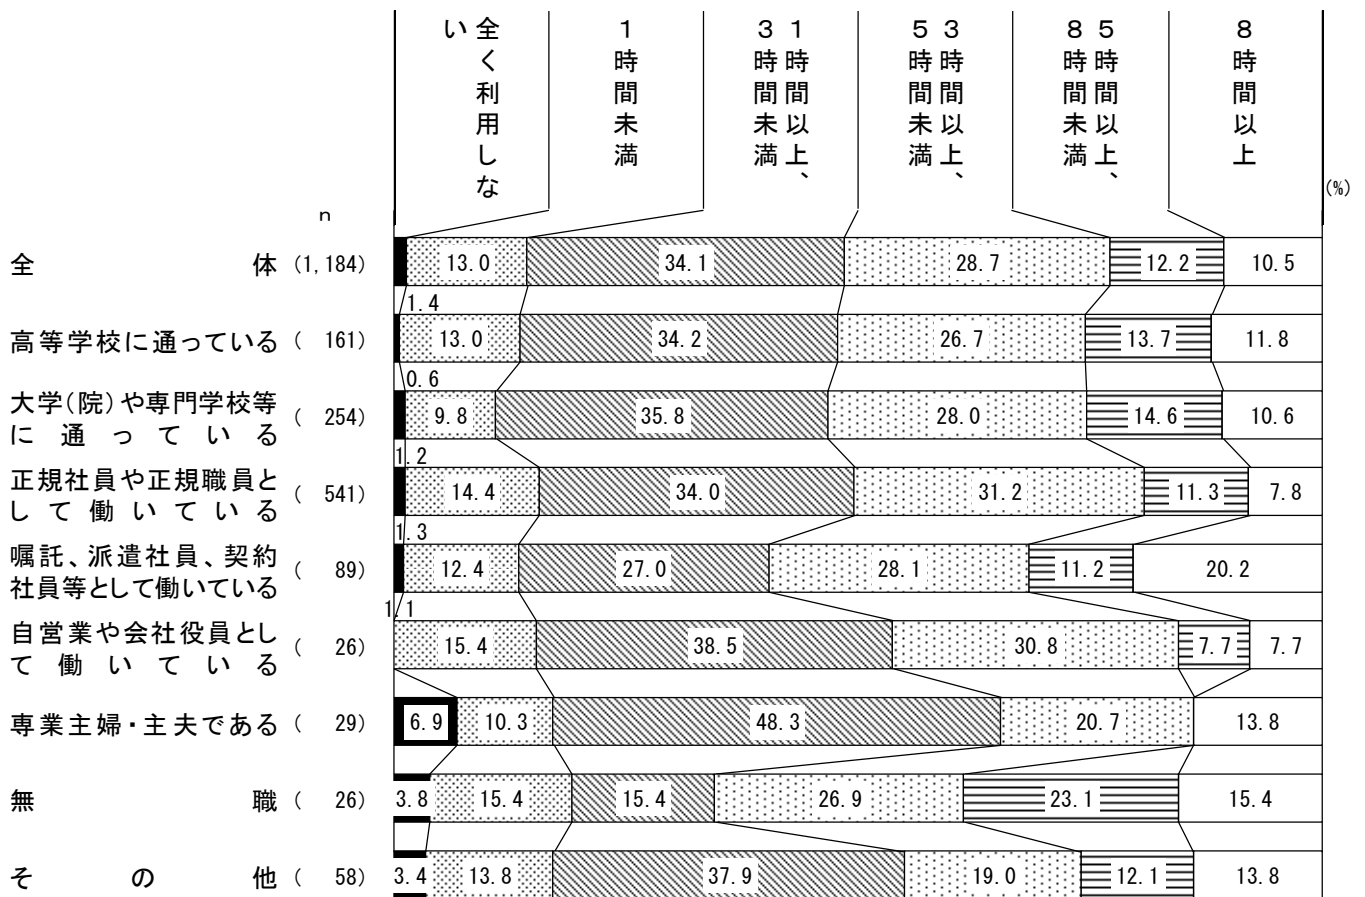 全く利用しない
1時間未満
1時間以上、
3時間未満
3時間以上、
5時間未満
5時間以上、
8時間未満
8時間以上
(%)
n
全体 (1,184) 13.0 34.1 28.7 12.2 10.5
1.4
高等学校に通っている ( 161) 13.0 34.2 26.7 13.7 11.8
0.6
大学(院)や専門学校等
に通っている ( 254) 9.8 35.8 28.0 14.6 10.6
1.2
正規社員や正規職員と
して働いている ( 541) 14.4 34.0 31.2 11.3 7.8
1.3
嘱託、派遣社員、契約
社員等として働いている ( 89) 12.4 27.0 28.1 11.2 20.2
1.1
自営業や会社役員とし
て働いている ( 26) 15.4 38.5 30.8 7.7 7.7
専業主婦・主夫である ( 29) 6.9 10.3 48.3 20.7 13.8
無職 ( 26) 3.8 15.4 15.4 26.9 23.1 15.4
その他 ( 58) 3.4 13.8 37.9 19.0 12.1 13.8